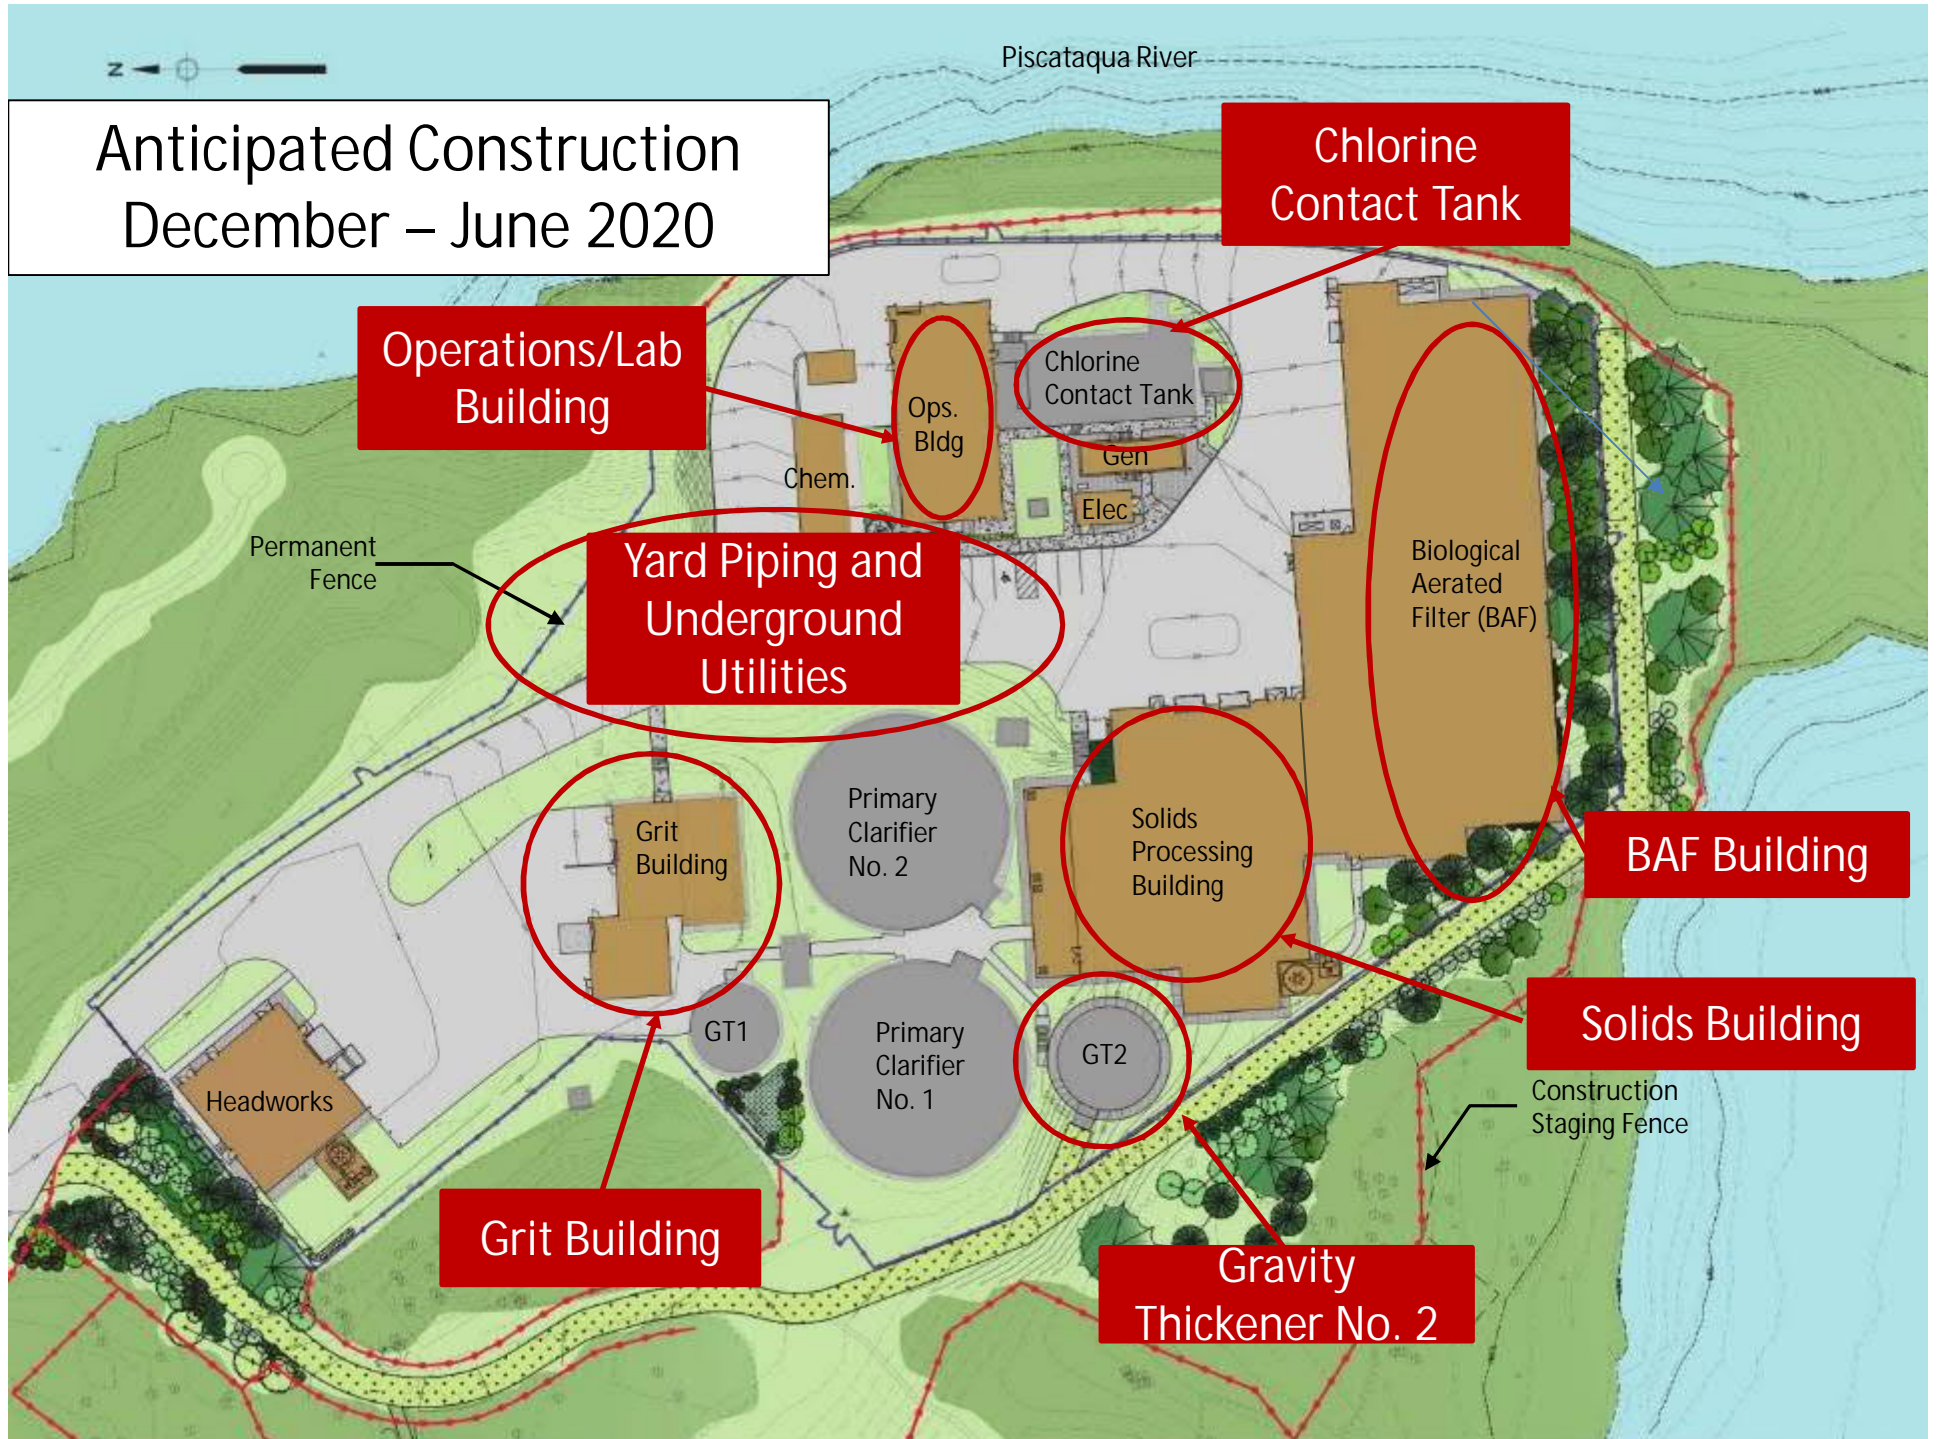 Piscataqua River
N
Anticipated Construction
December – June 2020
Chlorine
Contact Tank
Operations/Lab
Building
Chlorine
Contact Tank
Ops.
Bldg
Gen
Chem.
Elec
Permanent
Fence
Yard Piping and
Underground
Utilities
Biological
Aerated
Filter (BAF)
Primary
Clarifier
No. 2
Grit
Building
Solids
Processing
Building
BAF Building
Solids Building
GT1
Primary
Clarifier
No. 1
GT2
Headworks
Construction
Staging Fence
Grit Building
Gravity
Thickener No. 2